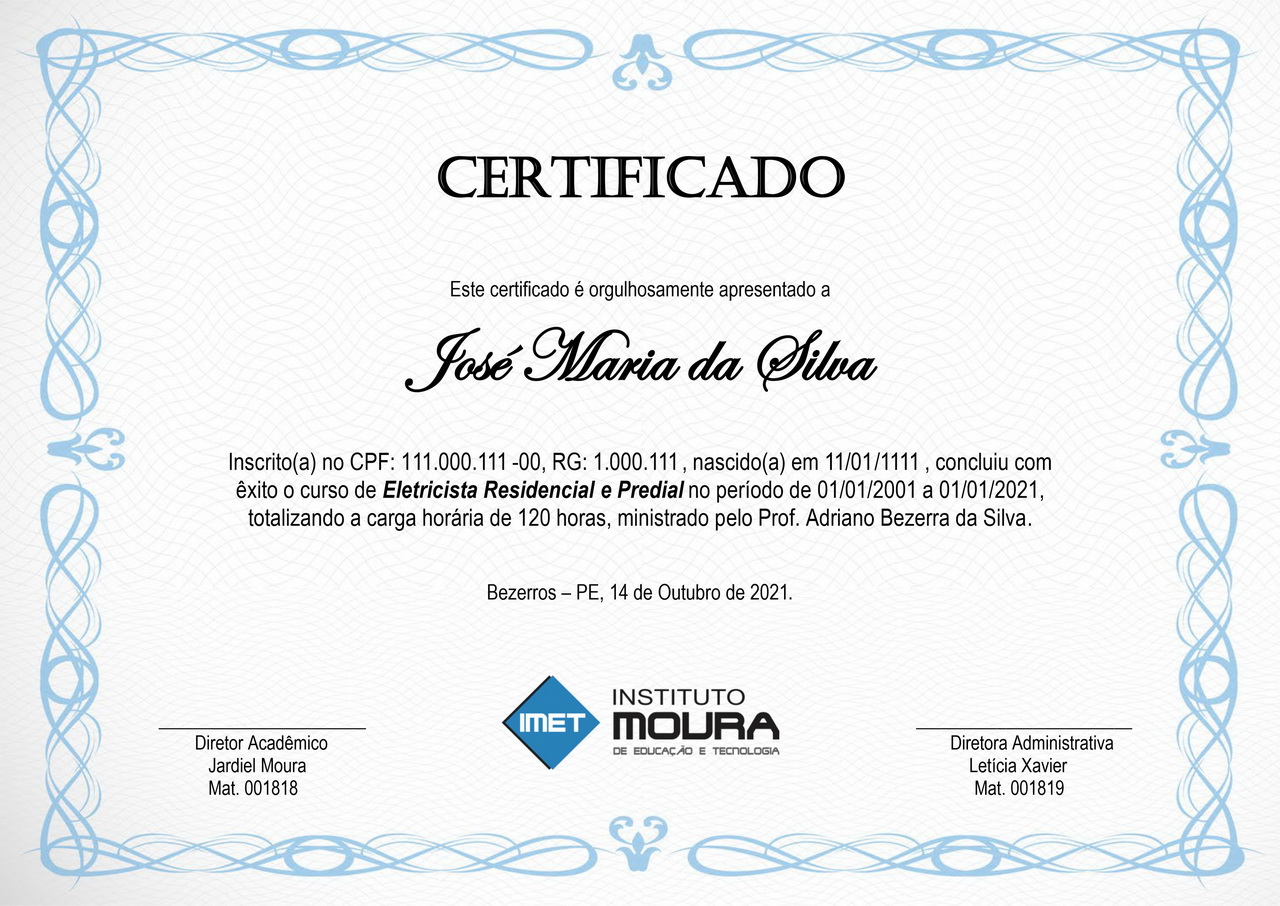 CERTIFICADO
Este certificado é orgulhosamente apresentado a
José Maria da Silva
Inscrito(a) no CPF: 111.000.111 -00, RG: 1.000.111 , nascido(a) em 11/01/1111 , concluiu com
êxito o curso de Eletricista Residencial e Predial no período de 01/01/2001 a 01/01/2021,
totalizando a carga horária de 120 horas, ministrado pelo Prof. Adriano Bezerra da Silva.
Bezerros – PE, 14 de Outubro de 2021.
IMET
INSTITUTO
MOURA
DE EDUCAÇÃO E TECNOLOGIA
Diretor Acadêmico
Jardiel Moura
Mat. 001818
Diretora Administrativa
Letícia Xavier
Mat. 001819